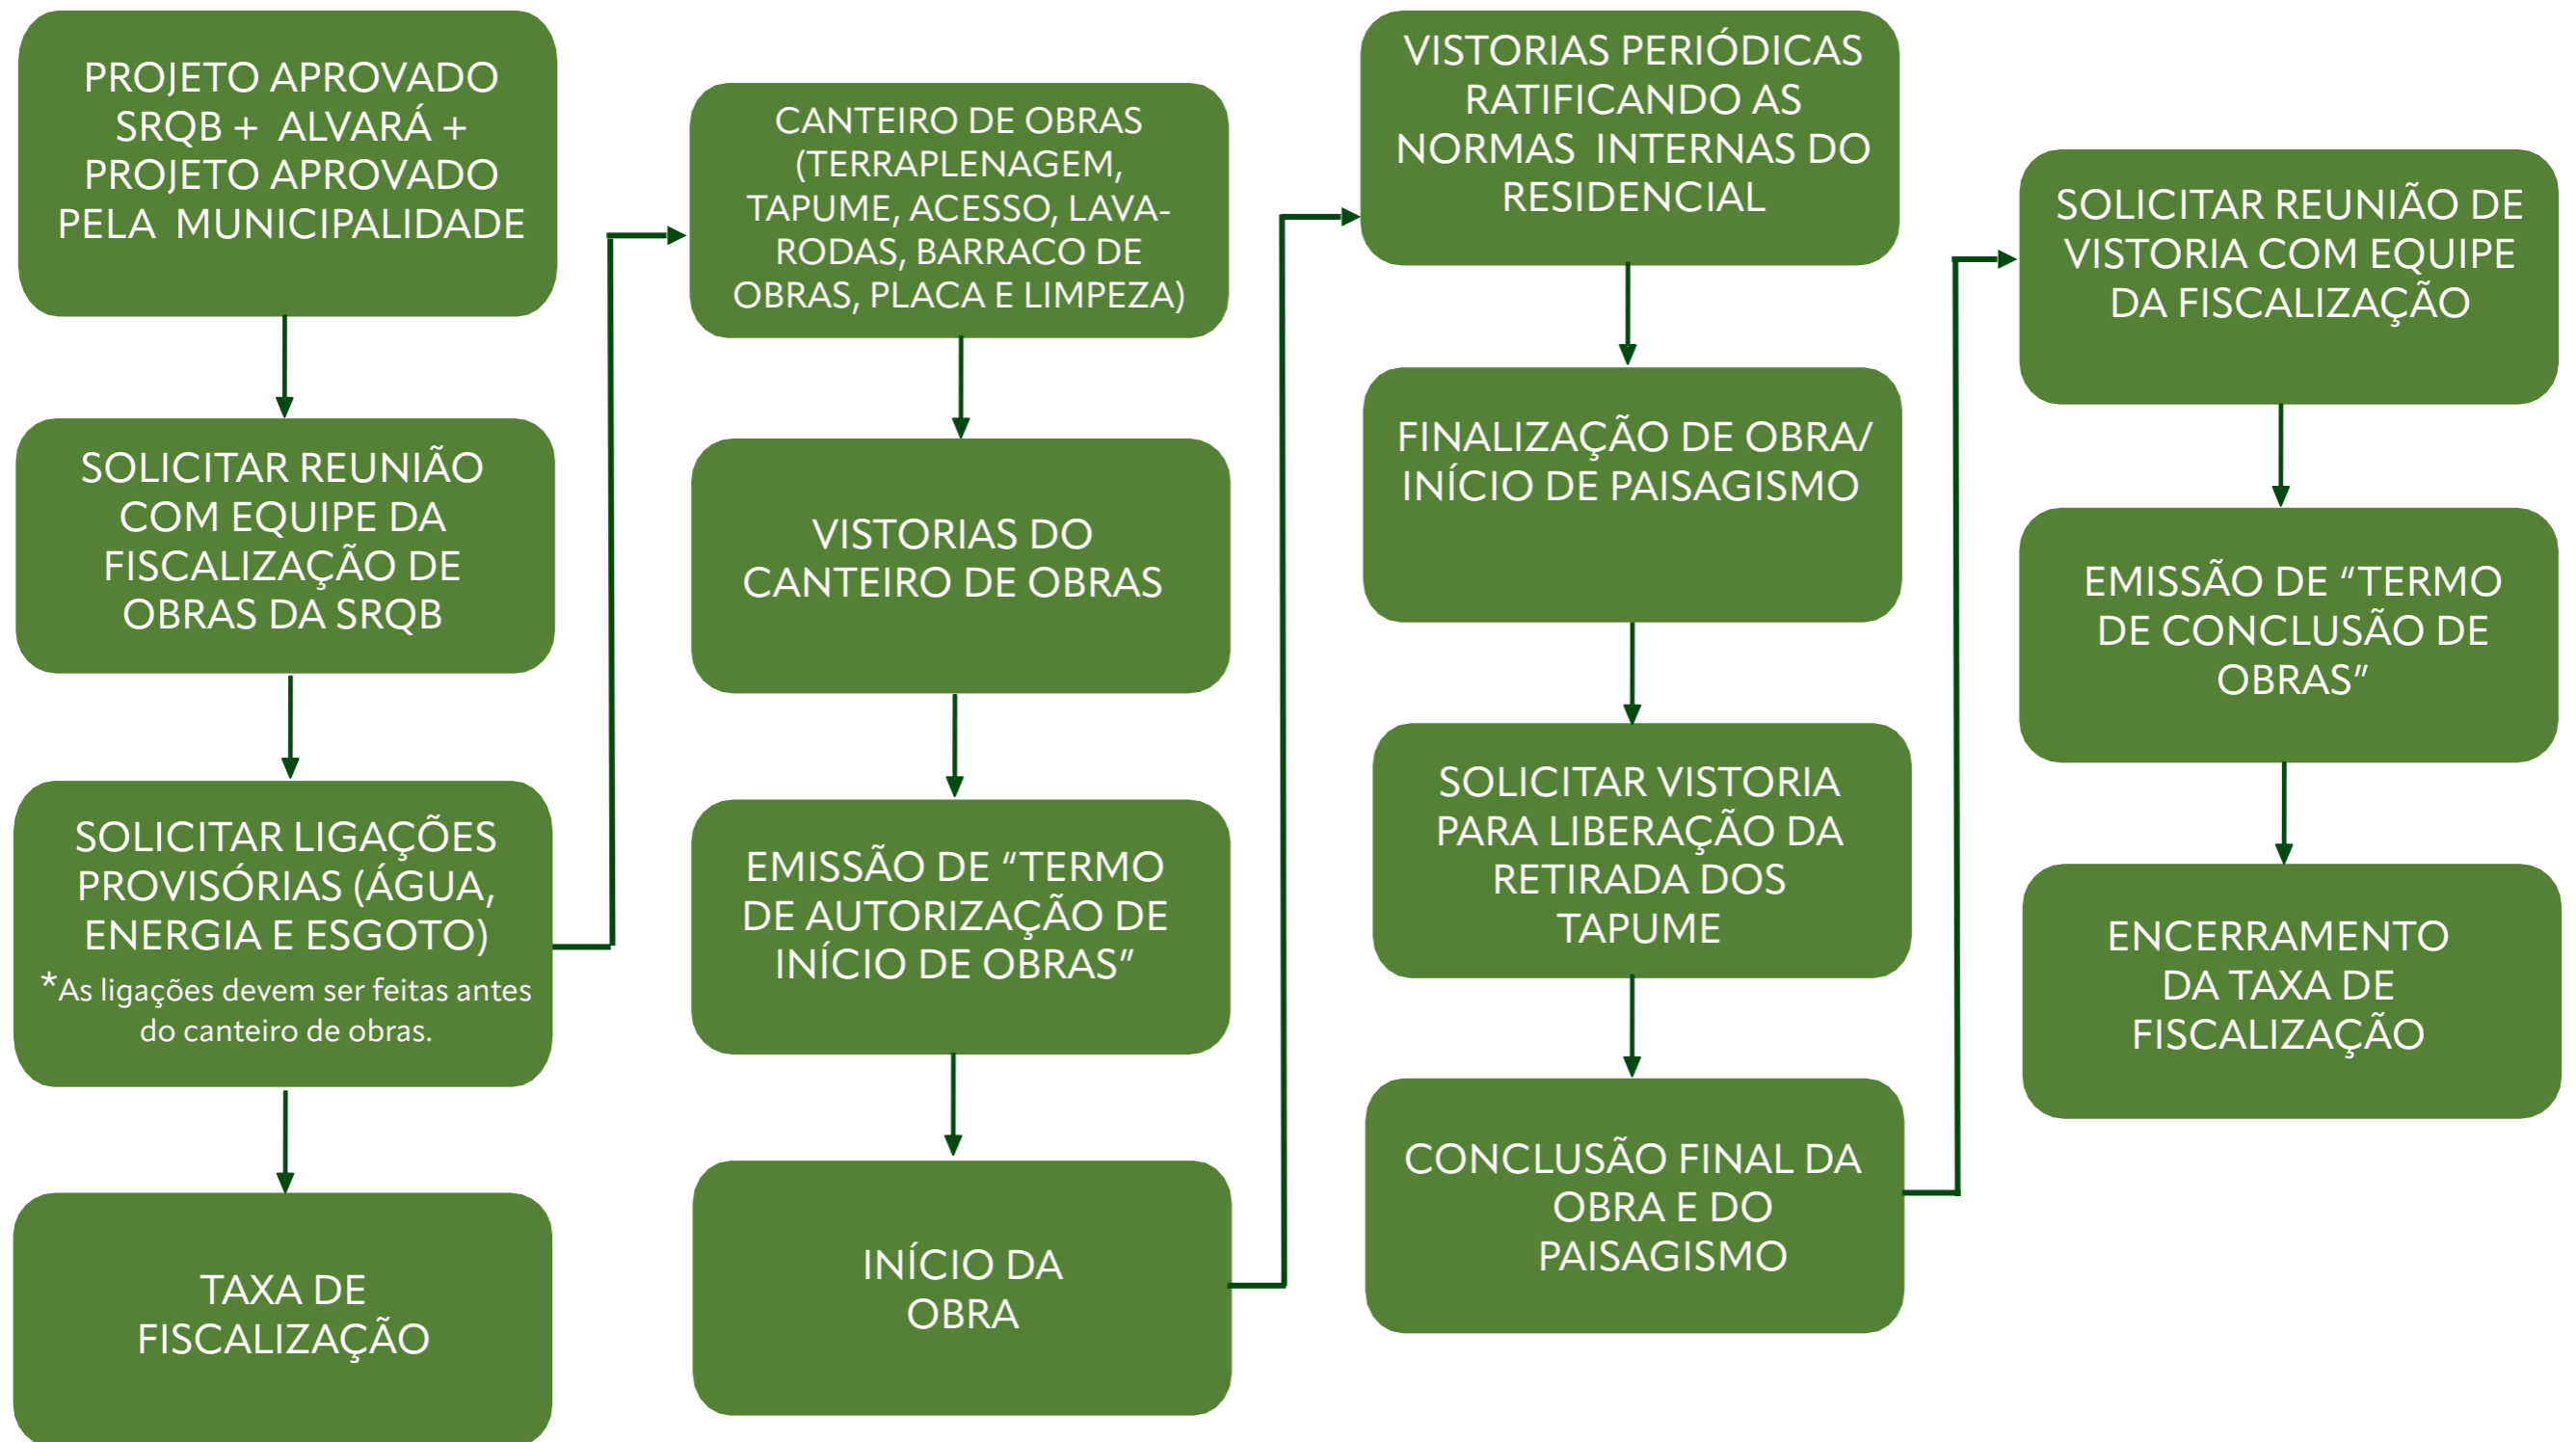 PROJETO APROVADO
SRQB + ALVARÁ +
PROJETO APROVADO
PELA MUNICIPALIDADE
SOLICITAR REUNIÃO
COM EQUIPE DA
FISCALIZAÇÃO DE
OBRAS DA SRQB
SOLICITAR LIGAÇÕES
PROVISÓRIAS (ÁGUA,
ENERGIA E ESGOTO)
*As ligações devem ser feitas antes
do canteiro de obras.
TAXA DE
FISCALIZAÇÃO
CANTEIRO DE OBRAS
(TERRAPLENAGEM,
TAPUME, ACESSO, LAVA-
RODAS, BARRACO DE
OBRAS, PLACA E LIMPEZA)
VISTORIAS DO
CANTEIRO DE OBRAS
EMISSÃO DE “TERMO
DE AUTORIZAÇÃO DE
INÍCIO DE OBRAS”
INÍCIO DA
OBRA
VISTORIAS PERIÓDICAS
RATIFICANDO AS
NORMAS INTERNAS DO
RESIDENCIAL
FINALIZAÇÃO DE OBRA/
INÍCIO DE PAISAGISMO
SOLICITAR VISTORIA
PARA LIBERAÇÃO DA
RETIRADA DOS
TAPUME
CONCLUSÃO FINAL DA
OBRA E DO
PAISAGISMO
SOLICITAR REUNIÃO DE
VISTORIA COM EQUIPE
DA FISCALIZAÇÃO
EMISSÃO DE “TERMO
DE CONCLUSÃO DE
OBRAS”
ENCERRAMENTO
DA TAXA DE
FISCALIZAÇÃO